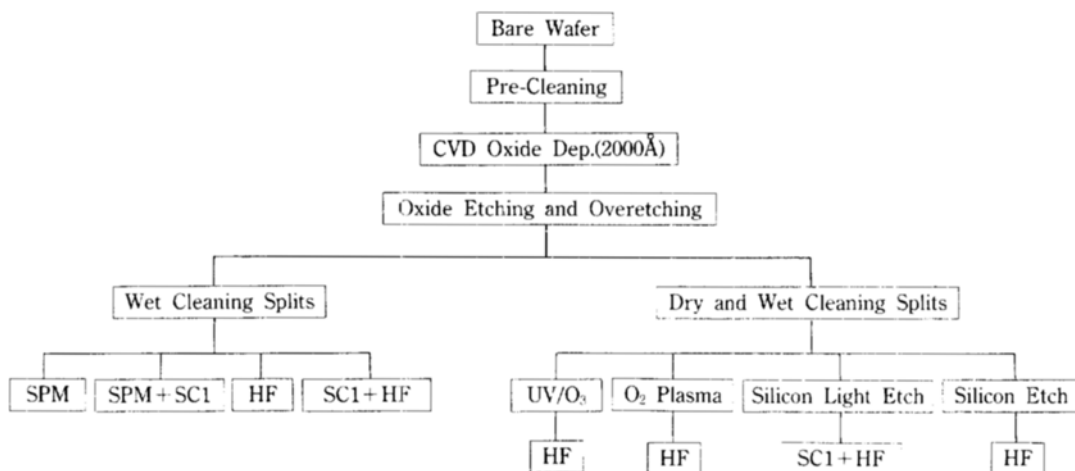 Bare Wafer
Pre-Cleaning
CVD Oxide Dep.(2000Å)
Oxide Etching and Overetching
Wet Cleaning Splits
Dry and Wet Cleaning Splits
SPM
SPM+SC1
HF
SC1+HF
UV/O₃
O₂ Plasma
Silicon Light Etch
Silicon Etch
HF
HF
SC1+HF
HF